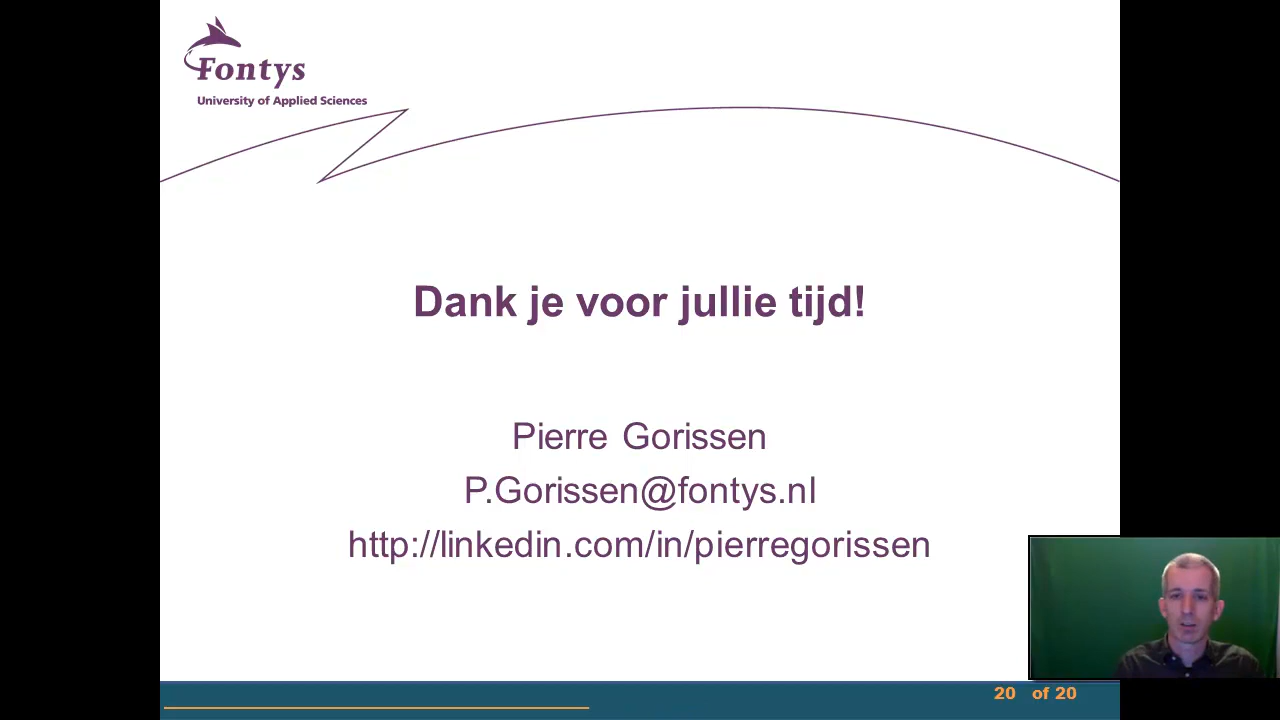 Fontys
University of Applied Sciences
Dank je voor jullie tijd!
Pierre Gorissen
P.Gorissen@fontys.nl
http://linkedin.com/in/pierregorissen
20 of 20